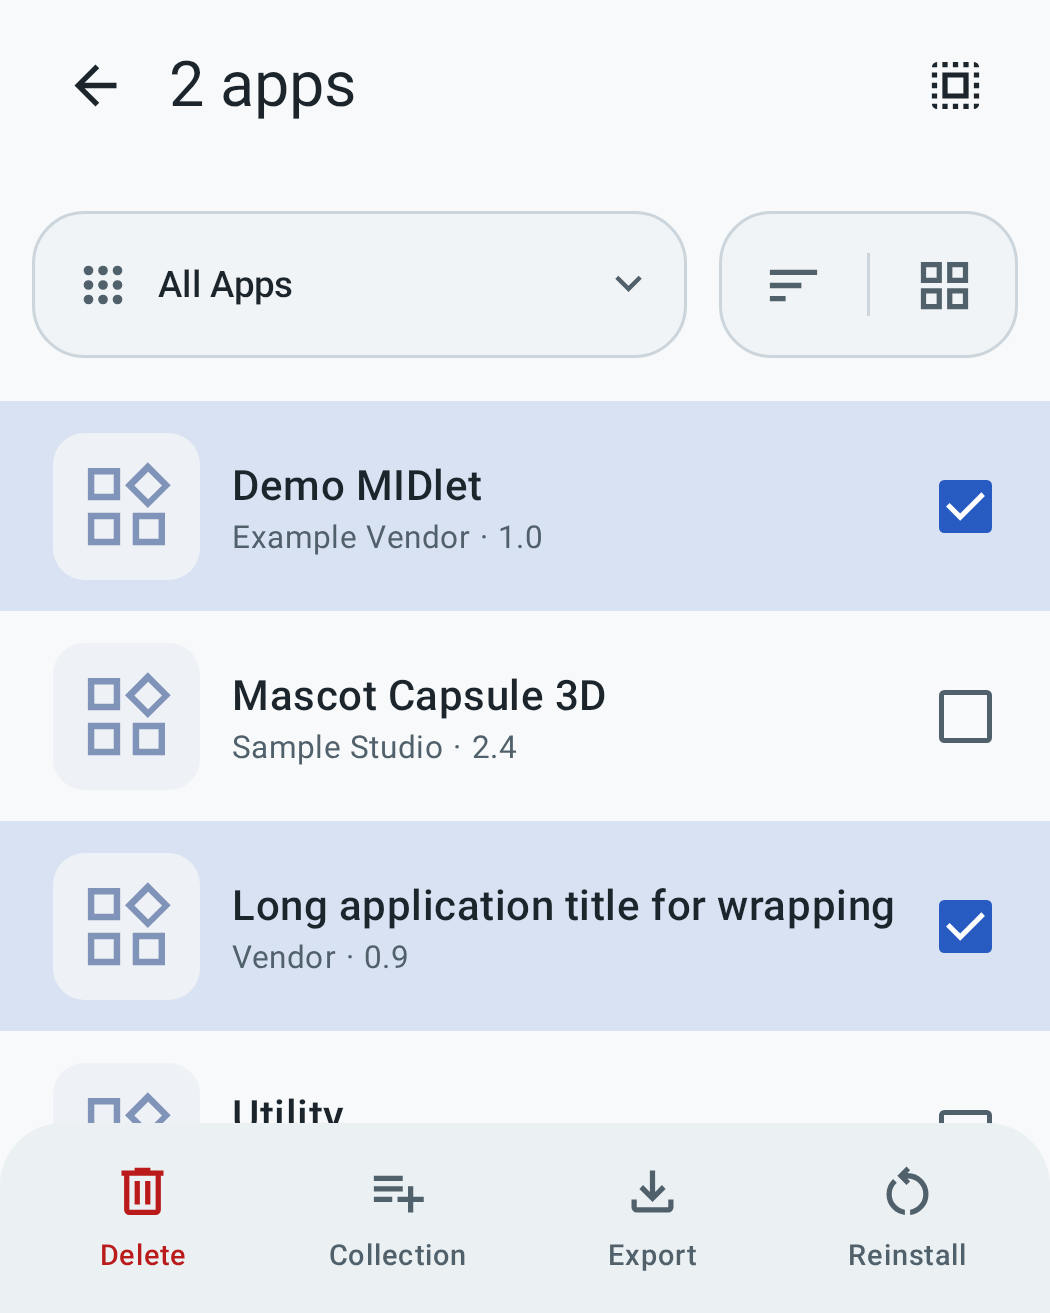 2 apps
All Apps
Demo MIDlet
Example Vendor · 1.0
Mascot Capsule 3D
Sample Studio · 2.4
Long application title for wrapping
Vendor · 0.9
Utility
Delete
Collection
Export
Reinstall